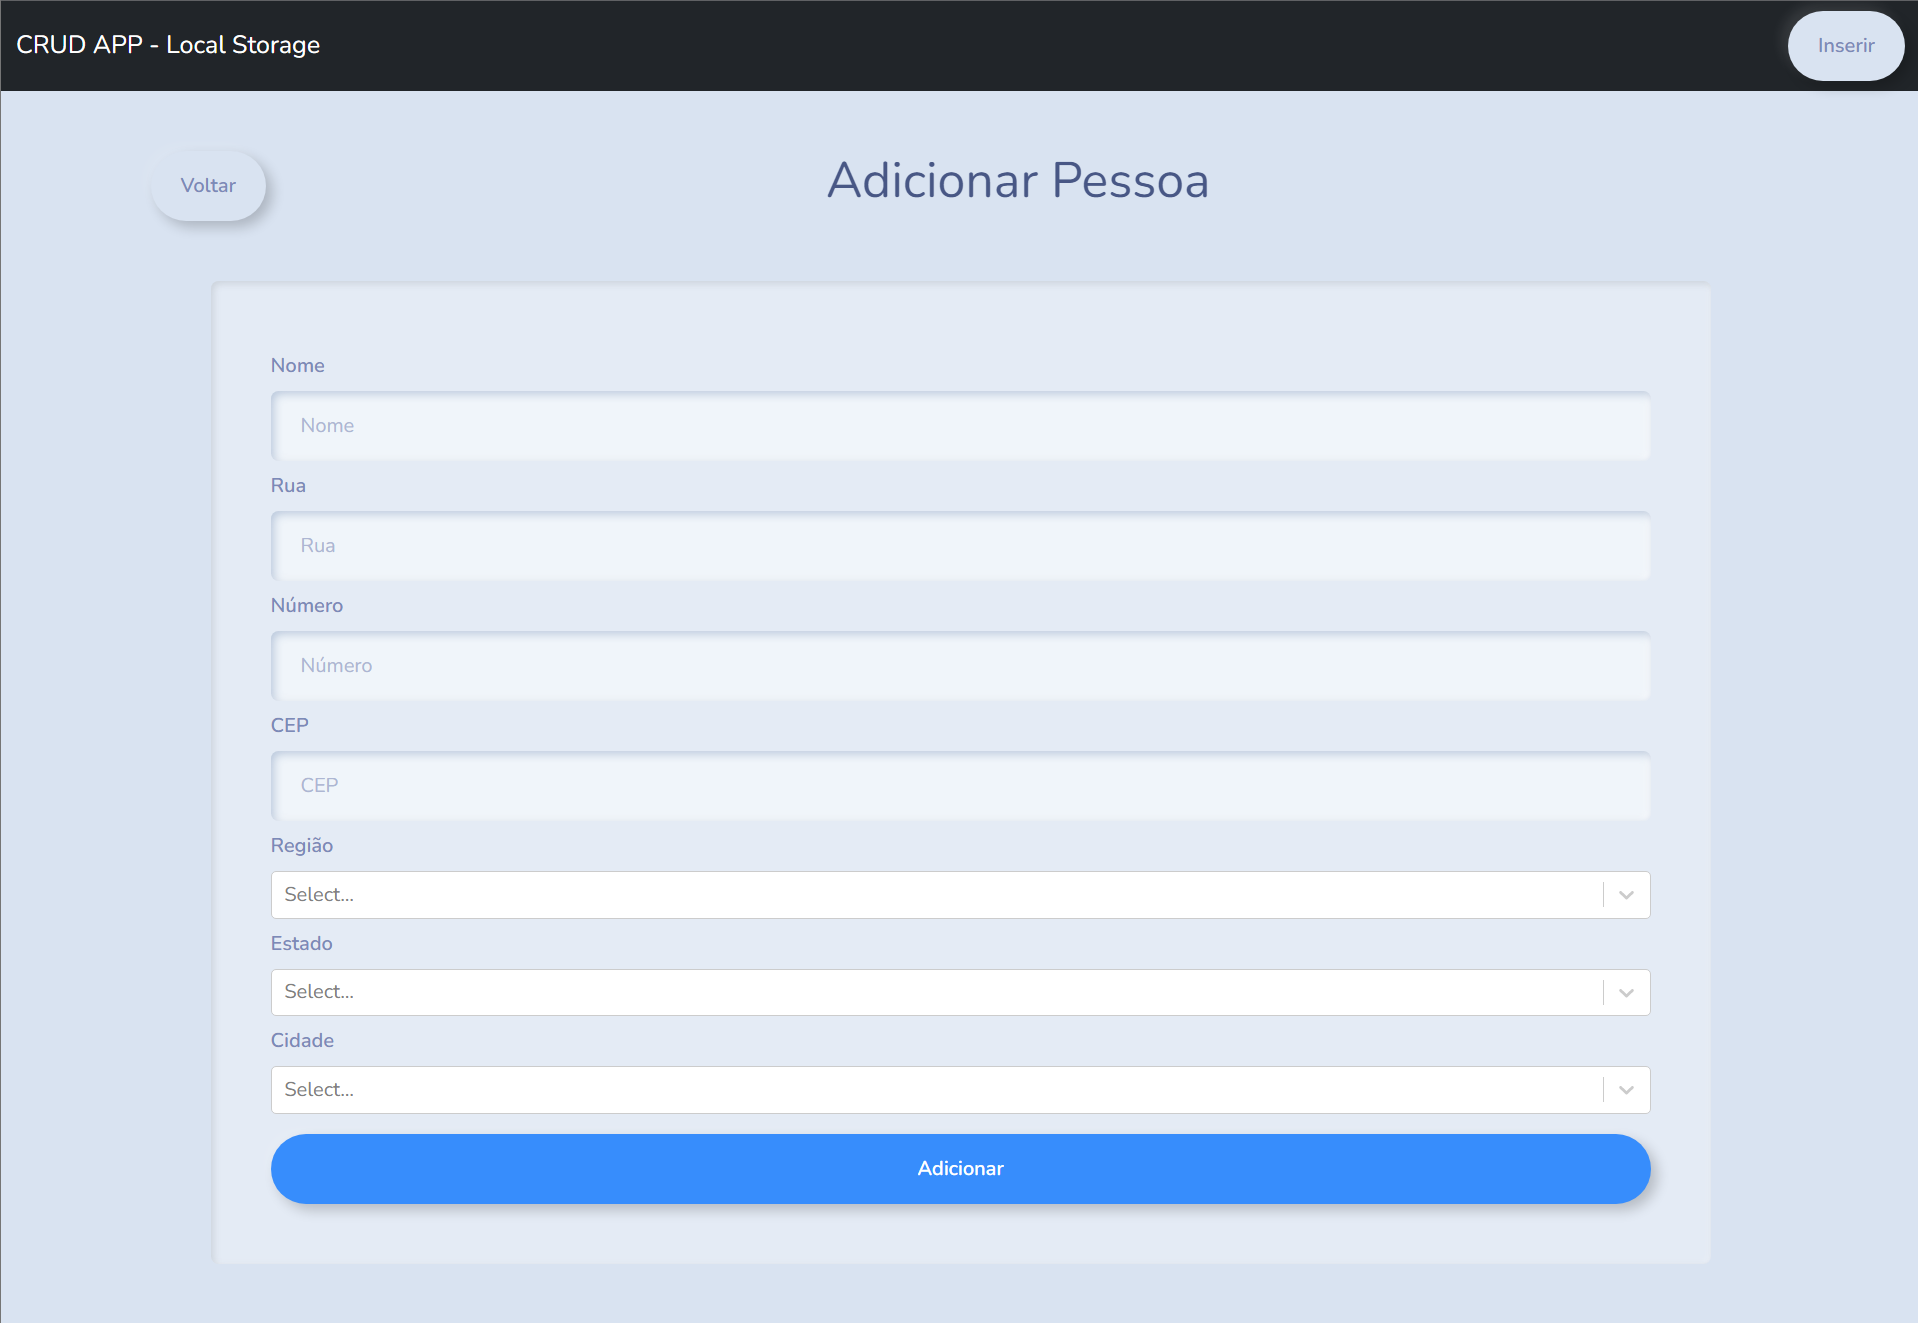 CRUD APP - Local Storage
Inserir
Voltar
Adicionar Pessoa
Nome
Nome
Rua
Rua
Número
Número
CEP
CEP
Região
Select...
Estado
Select...
Cidade
Select...
Adicionar